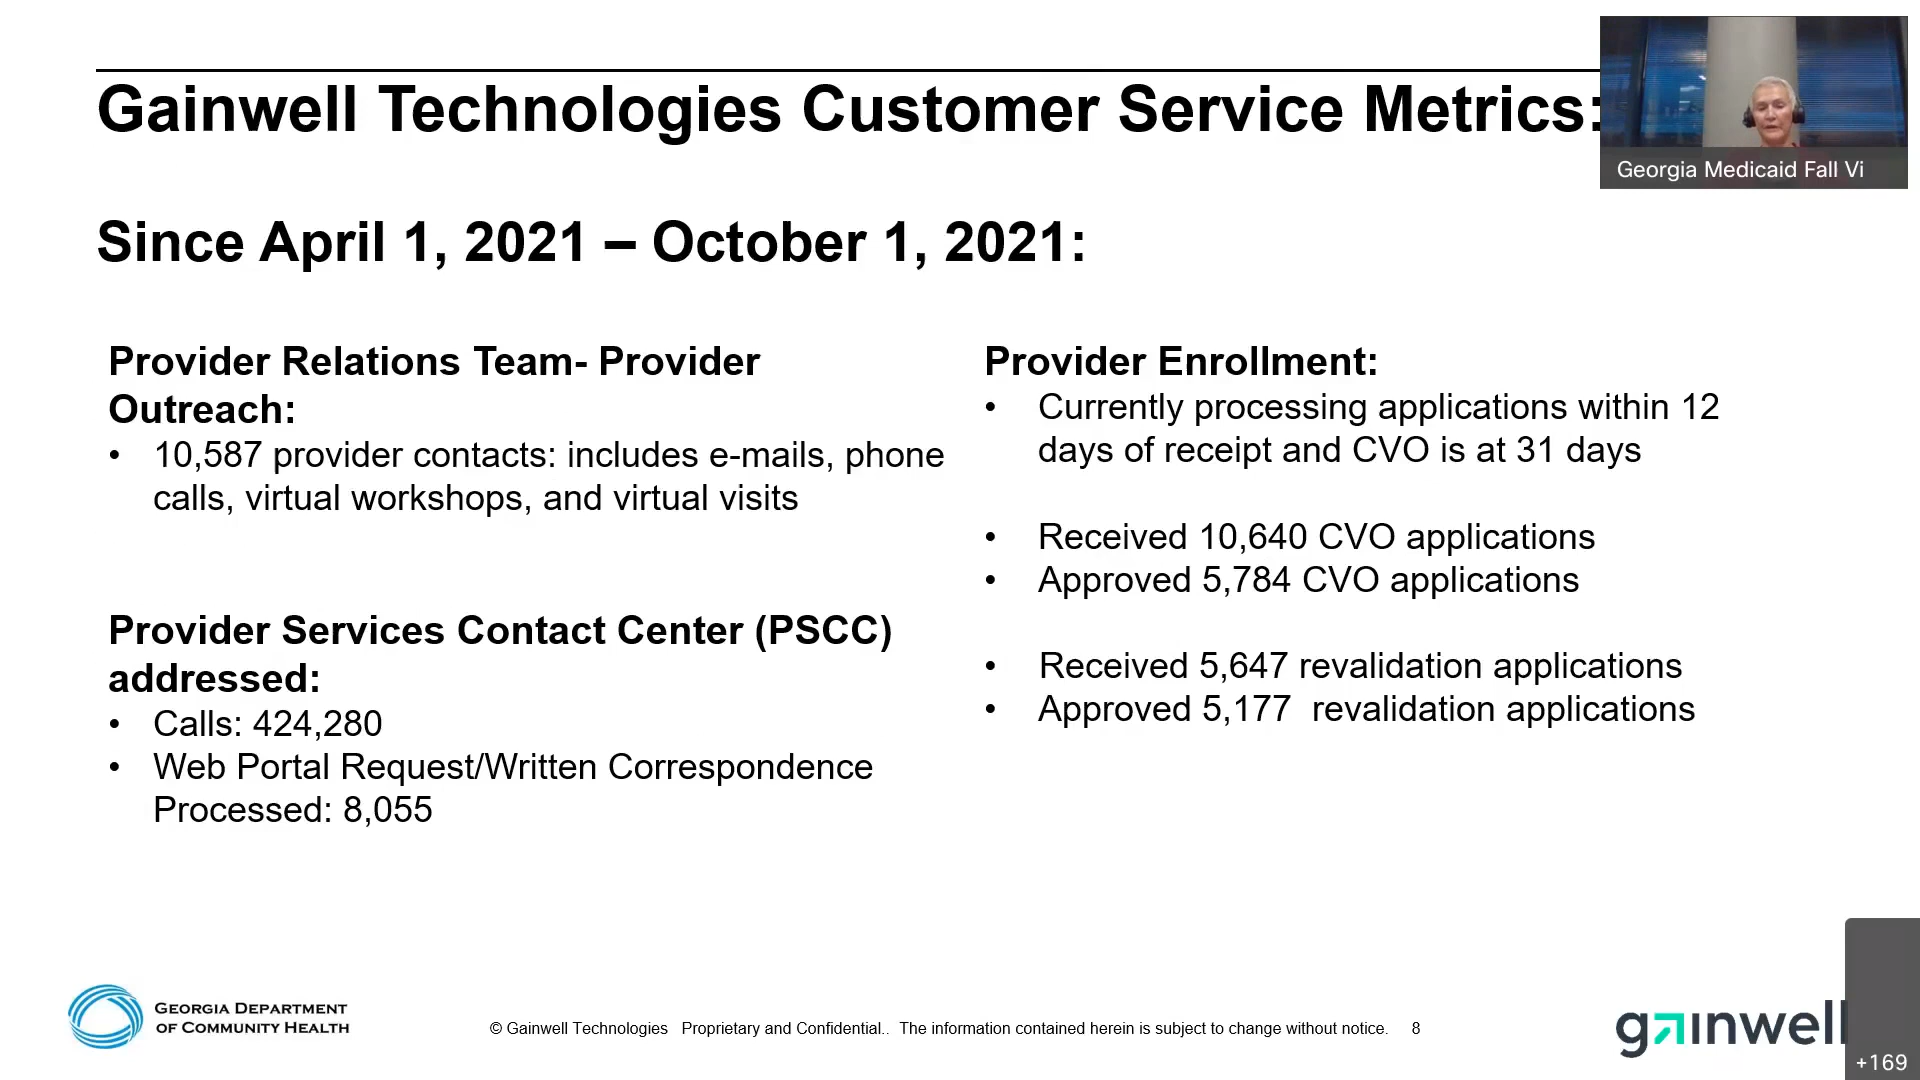 Gainwell Technologies Customer Service Metrics:
Georgia Medicaid Fall Vi
Since April 1, 2021 – October 1, 2021:
Provider Relations Team- Provider
Outreach:
• 10,587 provider contacts: includes e-mails, phone
calls, virtual workshops, and virtual visits
Provider Services Contact Center (PSCC)
addressed:
• Calls: 424,280
• Web Portal Request/Written Correspondence
Processed: 8,055
Provider Enrollment:
• Currently processing applications within 12
days of receipt and CVO is at 31 days
• Received 10,640 CVO applications
• Approved 5,784 CVO applications
• Received 5,647 revalidation applications
• Approved 5,177  revalidation applications
GEORGIA DEPARTMENT
OF COMMUNITY HEALTH
© Gainwell Technologies   Proprietary and Confidential..  The information contained herein is subject to change without notice.   8
gainwell
+169